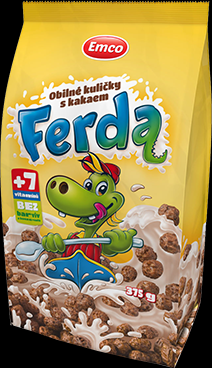 Emco
Obilné kuličky
s kakaem
Ferda
+7
vitamínů
BEZ
barviv
375 g